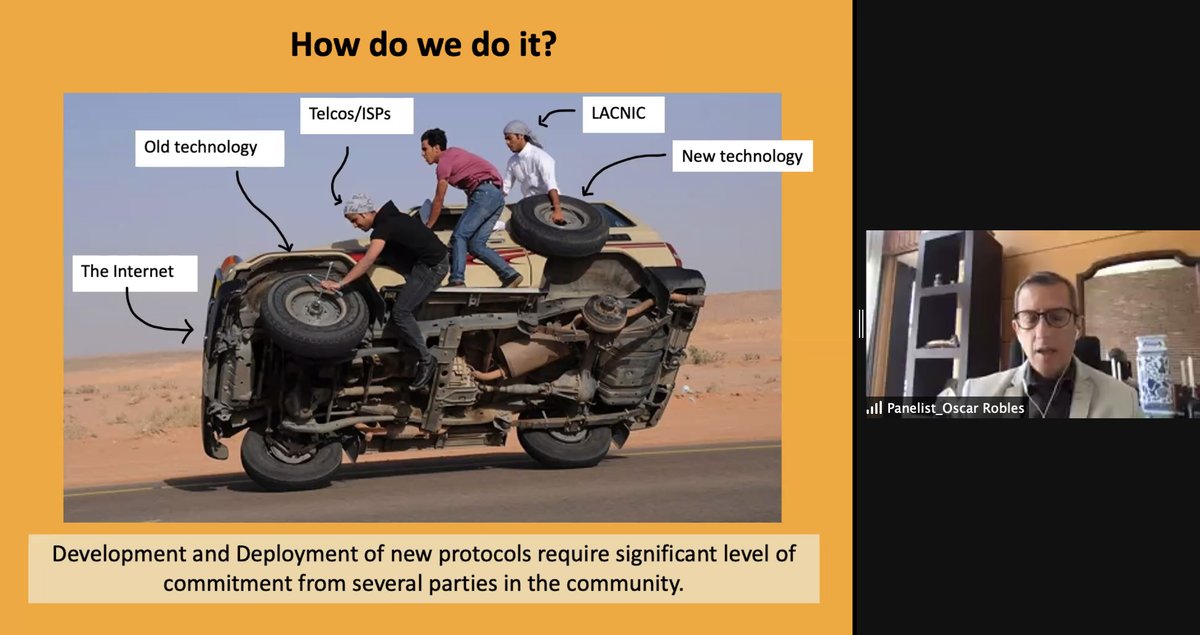 How do we do it?
Telcos/ISPs
LACNIC
Old technology
New technology
The Internet
Development and Deployment of new protocols require significant level of
commitment from several parties in the community.
Panelist_Oscar Robles